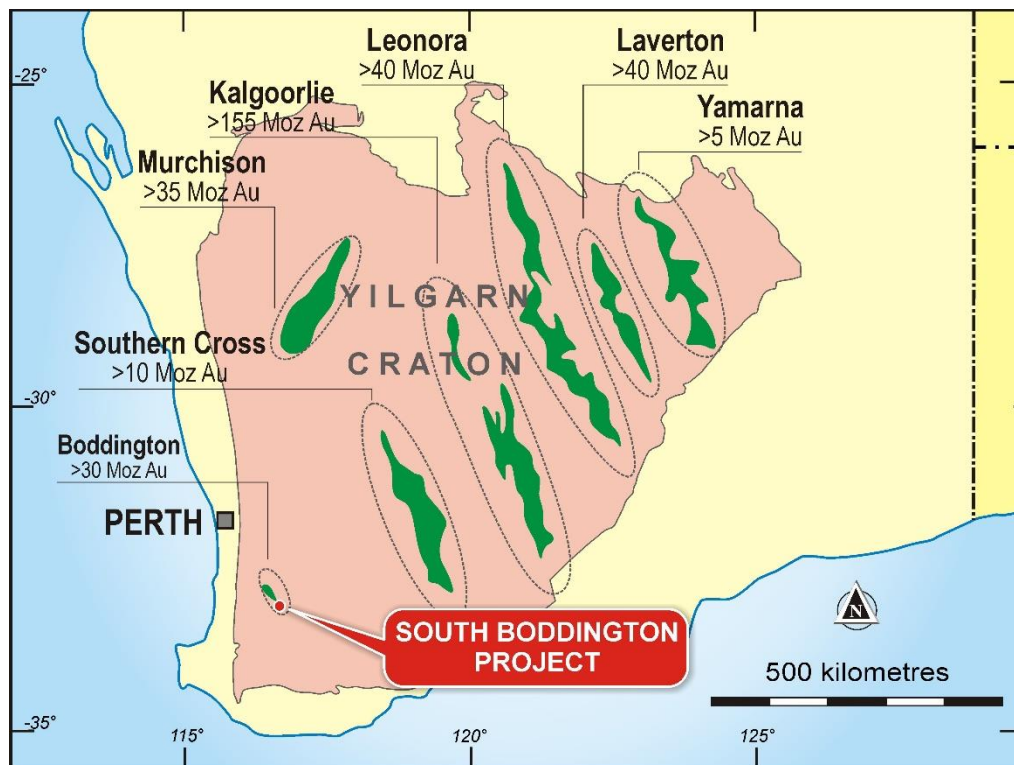 Leonora
>40 Moz Au
Laverton
>40 Moz Au
Kalgoorlie
>155 Moz Au
Yamarna
>5 Moz Au
Murchison
>35 Moz Au
Southern Cross
>10 Moz Au
Boddington
>30 Moz Au
PERTH
YILGARN
CRATON
SOUTH BODDINGTON
PROJECT
N
500 kilometres
-25°
-30°
-35°
115°
120°
125°